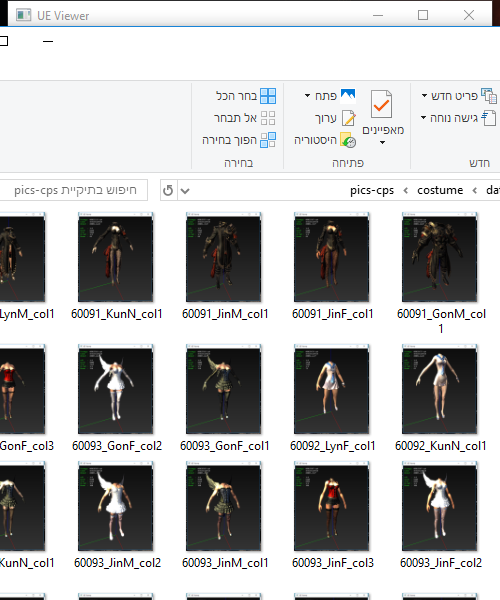 UE Viewer
פריט חדש
גישה נוחה
חדש
מאפיינים
פתח
ערוך
היסטוריה
פתיחה
בחר הכל
אל תבחר
הפוך בחירה
בחירה
pics-cps
costume
da
חיפוש בתיקיית pics-cps
60091_GonM_col1
60091_JinF_col1
60091_JinM_col1
60091_KunN_col1
LynM_col1
60092_KunN_col1
60092_LynF_col1
60093_GonF_col1
60093_GonF_col2
GonF_col3
60093_JinF_col2
60093_JinF_col3
60093_JinM_col1
60093_JinM_col2
KunN_col1